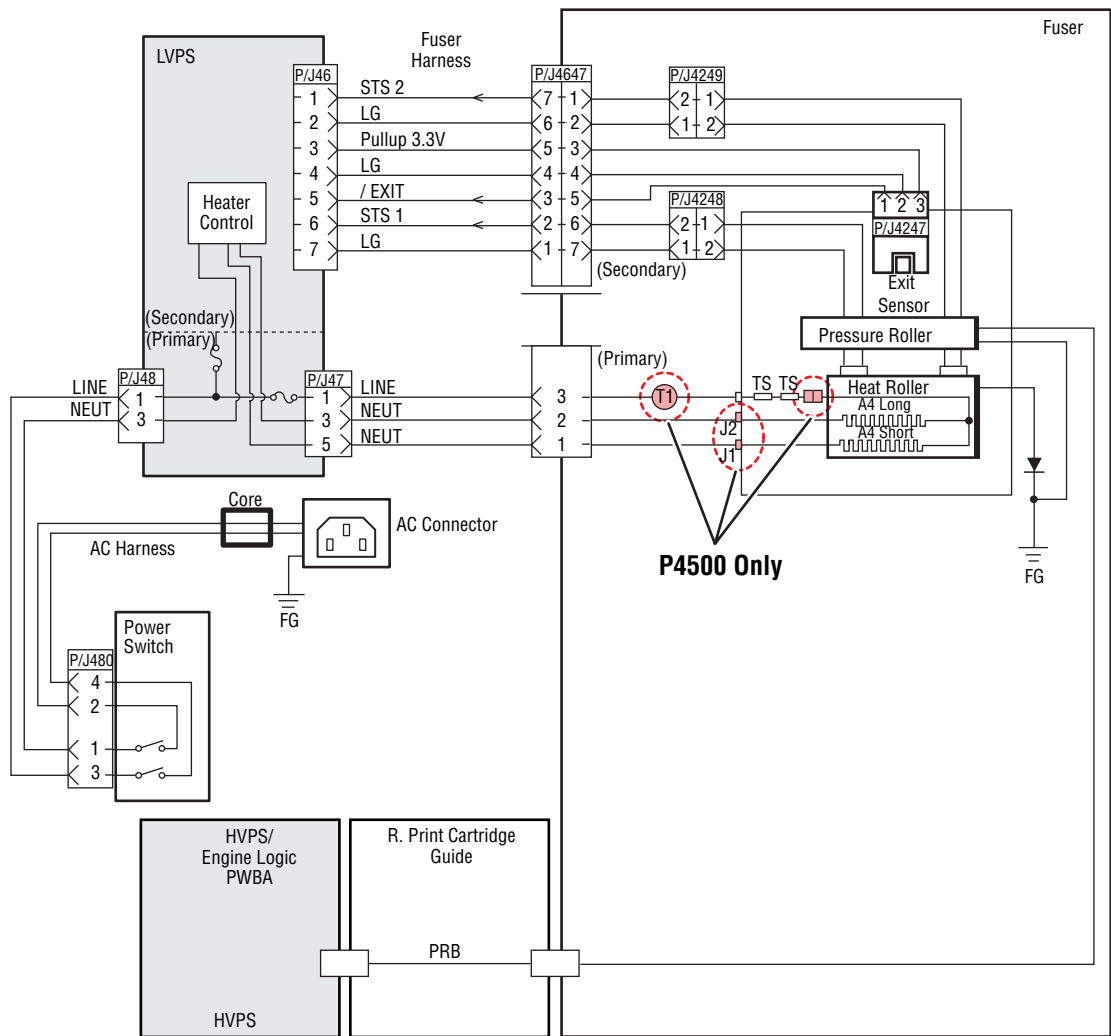 Fuser
LVPS
Fuser
Harness
P/J46
P/J4647
P/J4249
1 STS 2 7 1 2 1
2 LG 6 2 1 2
3 Pullup 3.3V 5 3
4 LG 4 4
5 / EXIT 3 5
P/J4248
6 STS 1 2 6 2 1
7 LG 1 7 1 2
Heater
Control
1 2 3
P/J4247
Exit
Sensor
(Secondary)
(Secondary)
(Primary)
Pressure Roller
(Primary)
P/J48
P/J47
LINE 1 1 LINE 3 T1 TS TS Heat Roller
A4 Long
NEUT 3 3 NEUT 2 J2
A4 Short
5 NEUT 1 J1
Core
AC Connector
AC Harness
P4500 Only
FG
FG
Power
Switch
P/J480
4
2
1
3
HVPS/
Engine Logic
PWBA
R. Print Cartridge
Guide
PRB
HVPS